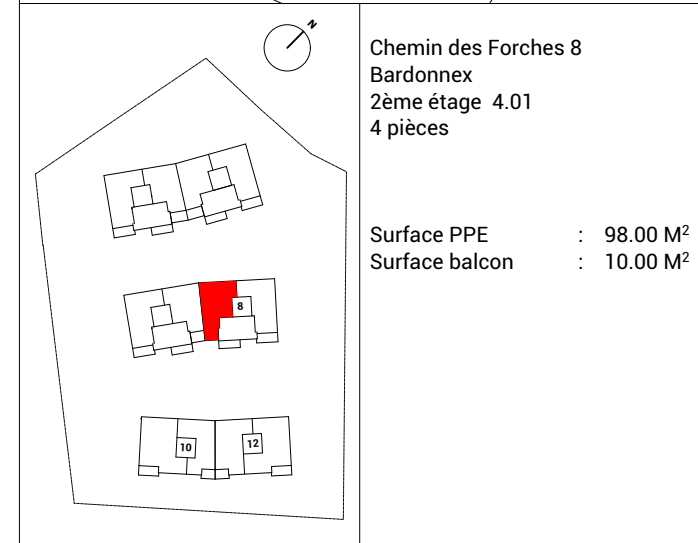 N
Chemin des Forches 8
Bardonnex
2ème étage 4.01
4 pièces
Surface PPE : 98.00 M²
Surface balcon : 10.00 M²
8
10
12